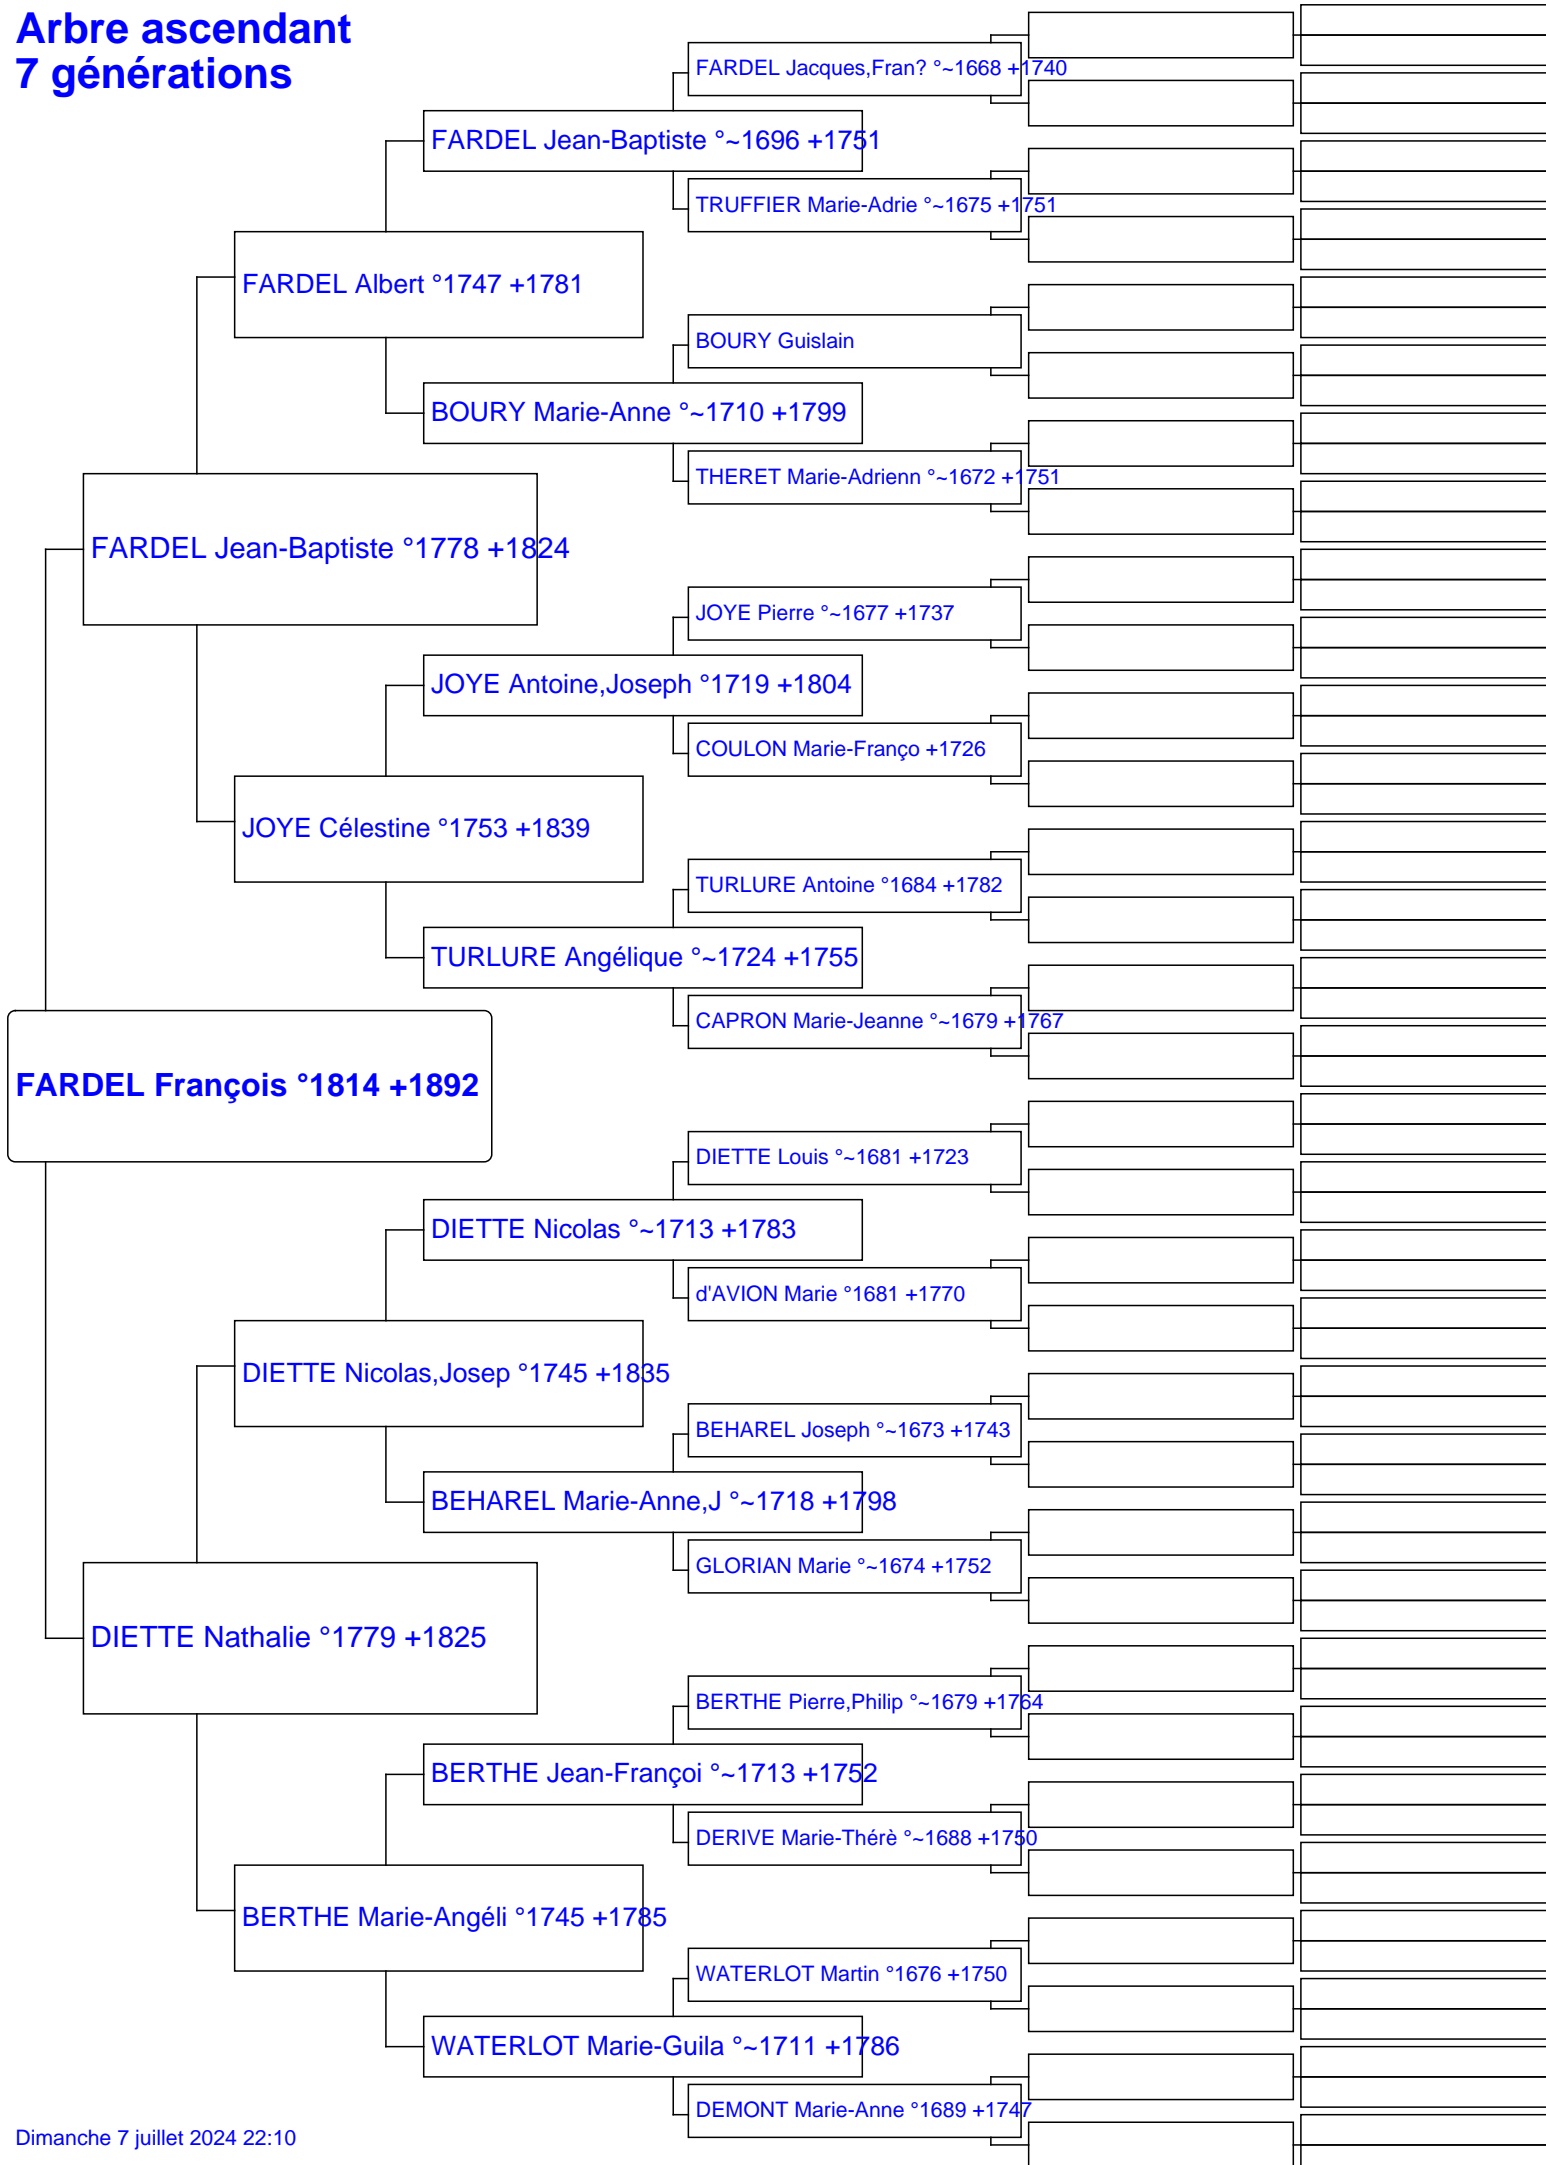 Arbre ascendant
7 générations
FARDEL Jacques,Fran? °~1668 +1740
FARDEL Jean-Baptiste °~1696 +1751
TRUFFIER Marie-Adrie °~1675 +1751
FARDEL Albert °1747 +1781
BOURY Guislain
BOURY Marie-Anne °~1710 +1799
THERET Marie-Adrienn °~1672 +1751
FARDEL Jean-Baptiste °1778 +1824
JOYE Pierre °~1677 +1737
JOYE Antoine,Joseph °1719 +1804
COULON Marie-Franço +1726
JOYE Célestine °1753 +1839
TURLURE Antoine °1684 +1782
TURLURE Angélique °~1724 +1755
CAPRON Marie-Jeanne °~1679 +1767
FARDEL François °1814 +1892
DIETTE Louis °~1681 +1723
DIETTE Nicolas °~1713 +1783
d'AVION Marie °1681 +1770
DIETTE Nicolas,Josep °1745 +1835
BEHAREL Joseph °~1673 +1743
BEHAREL Marie-Anne,J °~1718 +1798
GLORIAN Marie °~1674 +1752
DIETTE Nathalie °1779 +1825
BERTHE Pierre,Philip °~1679 +1764
BERTHE Jean-Françoi °~1713 +1752
DERIVE Marie-Thérè °~1688 +1750
BERTHE Marie-Angéli °1745 +1785
WATERLOT Martin °1676 +1750
WATERLOT Marie-Guila °~1711 +1786
DEMONT Marie-Anne °1689 +1747
Dimanche 7 juillet 2024 22:10